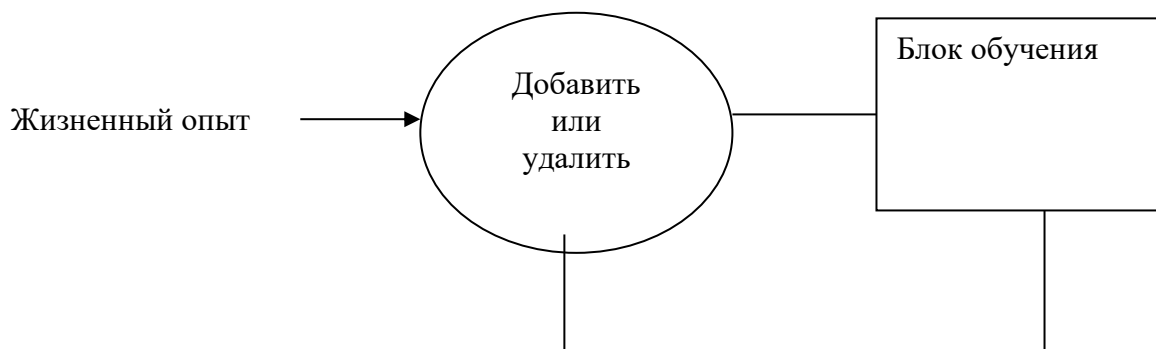 Жизненный опыт
Добавить
или
удалить
Блок обучения